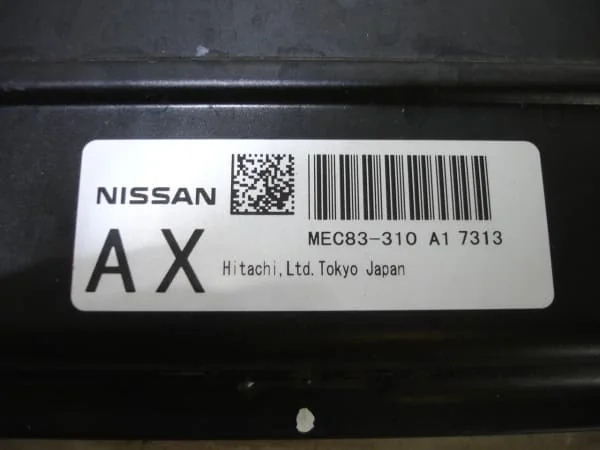 NISSAN
MEC83-310 A1 7313
AX
Hitachi,Ltd.Tokyo Japan